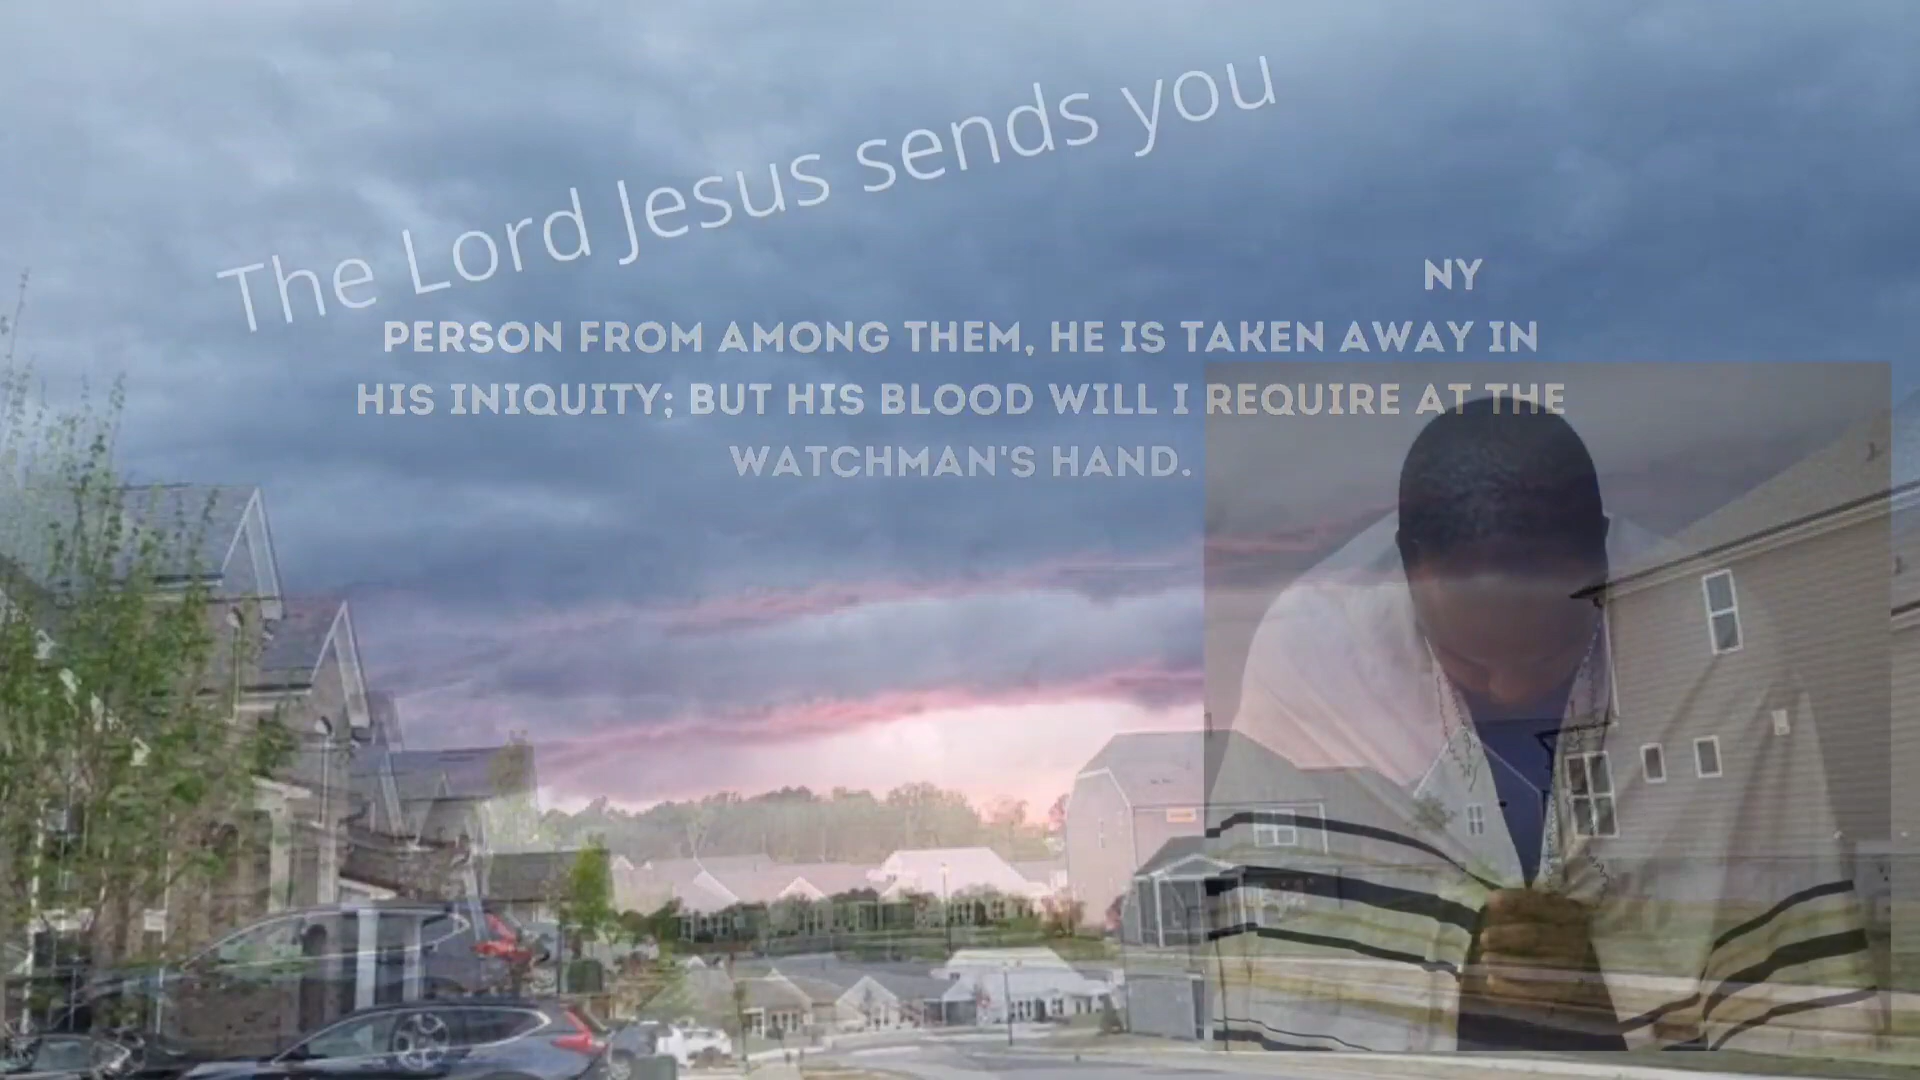 The Lord Jesus sends you
NY
PERSON FROM AMONG THEM, HE IS TAKEN AWAY IN
HIS INIQUITY; BUT HIS BLOOD WILL I REQUIRE AT THE
WATCHMAN'S HAND.